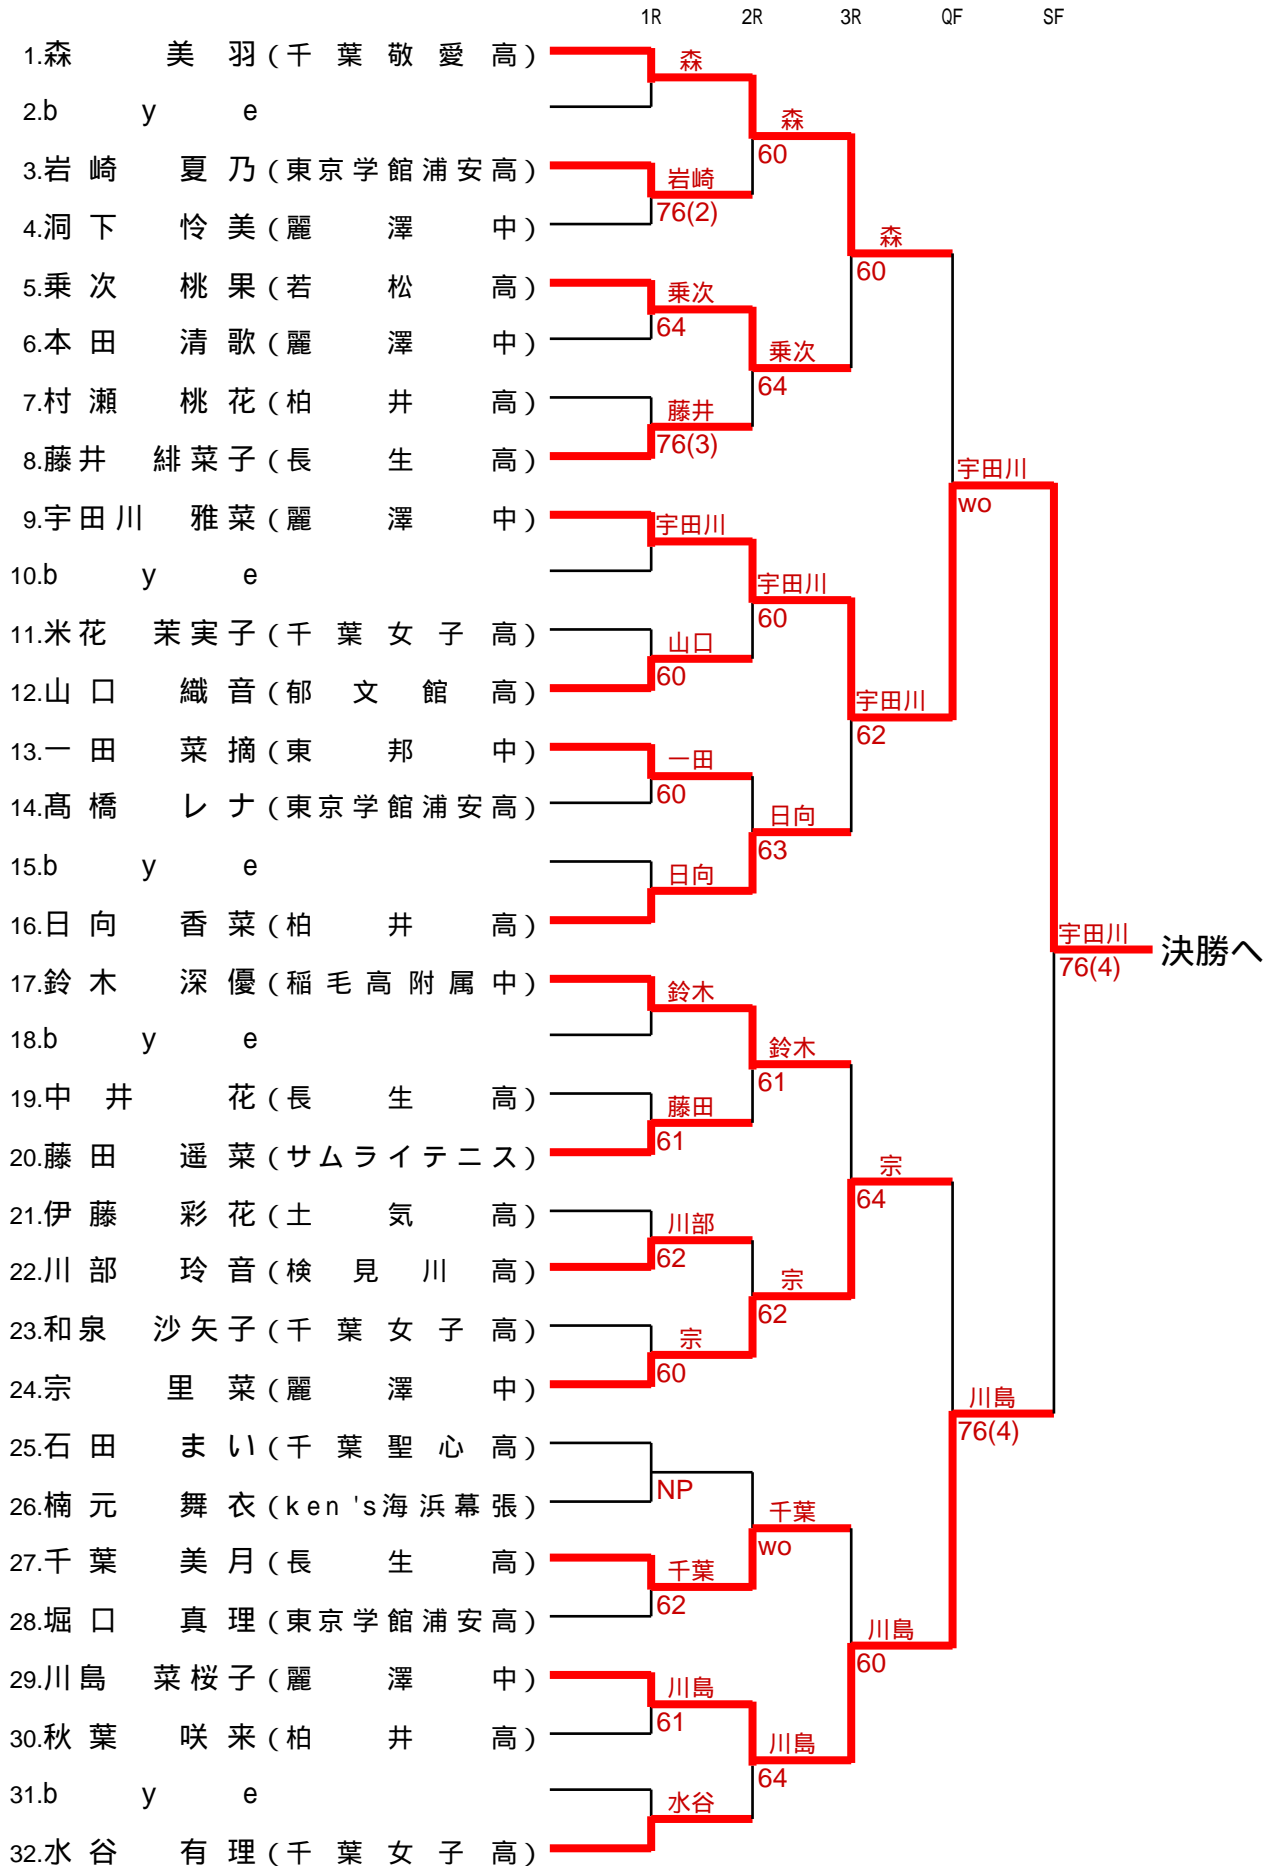 1R 2R 3R QF SF
1.森 美 羽 (千 葉 敬 愛 高)
森
2.b y e
森
60
3.岩 崎 夏 乃 (東京学館浦安高)
岩崎
76(2)
4.洞 下 怜 美 (麗 澤 中)
森
60
5.乗 次 桃 果 (若 松 高)
乗次
64
6.本 田 清 歌 (麗 澤 中)
乗次
64
7.村 瀬 桃 花 (柏 井 高)
藤井
76(3)
8.藤井 緋菜子 (長 生 高)
宇田川
wo
9.宇田川 雅菜 (麗 澤 中)
宇田川
10.b y e
宇田川
60
11.米花 茉実子 (千 葉 女 子 高)
山口
60
12.山 口 織 音 (郁 文 館 高)
宇田川
62
13.一 田 菜 摘 (東 邦 中)
一田
60
14.髙 橋 レ ナ (東京学館浦安高)
日向
63
15.b y e
日向
16.日 向 香 菜 (柏 井 高)
宇田川
76(4)
決勝へ
17.鈴 木 深 優 (稲毛高附属中)
鈴木
18.b y e
鈴木
61
19.中 井 花 (長 生 高)
藤田
61
20.藤 田 遥 菜 (サムライテニス)
宗
64
21.伊 藤 彩 花 (土 気 高)
川部
62
22.川 部 玲 音 (検 見 川 高)
宗
62
23.和泉 沙矢子 (千 葉 女 子 高)
宗
60
24.宗 里 菜 (麗 澤 中)
川島
76(4)
25.石 田 ま い (千 葉 聖 心 高)
NP
26.楠 元 舞 衣 (ken's海浜幕張)
千葉
wo
27.千 葉 美 月 (長 生 高)
千葉
62
28.堀 口 真 理 (東京学館浦安高)
川島
60
29.川島 菜桜子 (麗 澤 中)
川島
61
30.秋 葉 咲 来 (柏 井 高)
川島
64
31.b y e
水谷
32.水 谷 有 理 (千 葉 女 子 高)